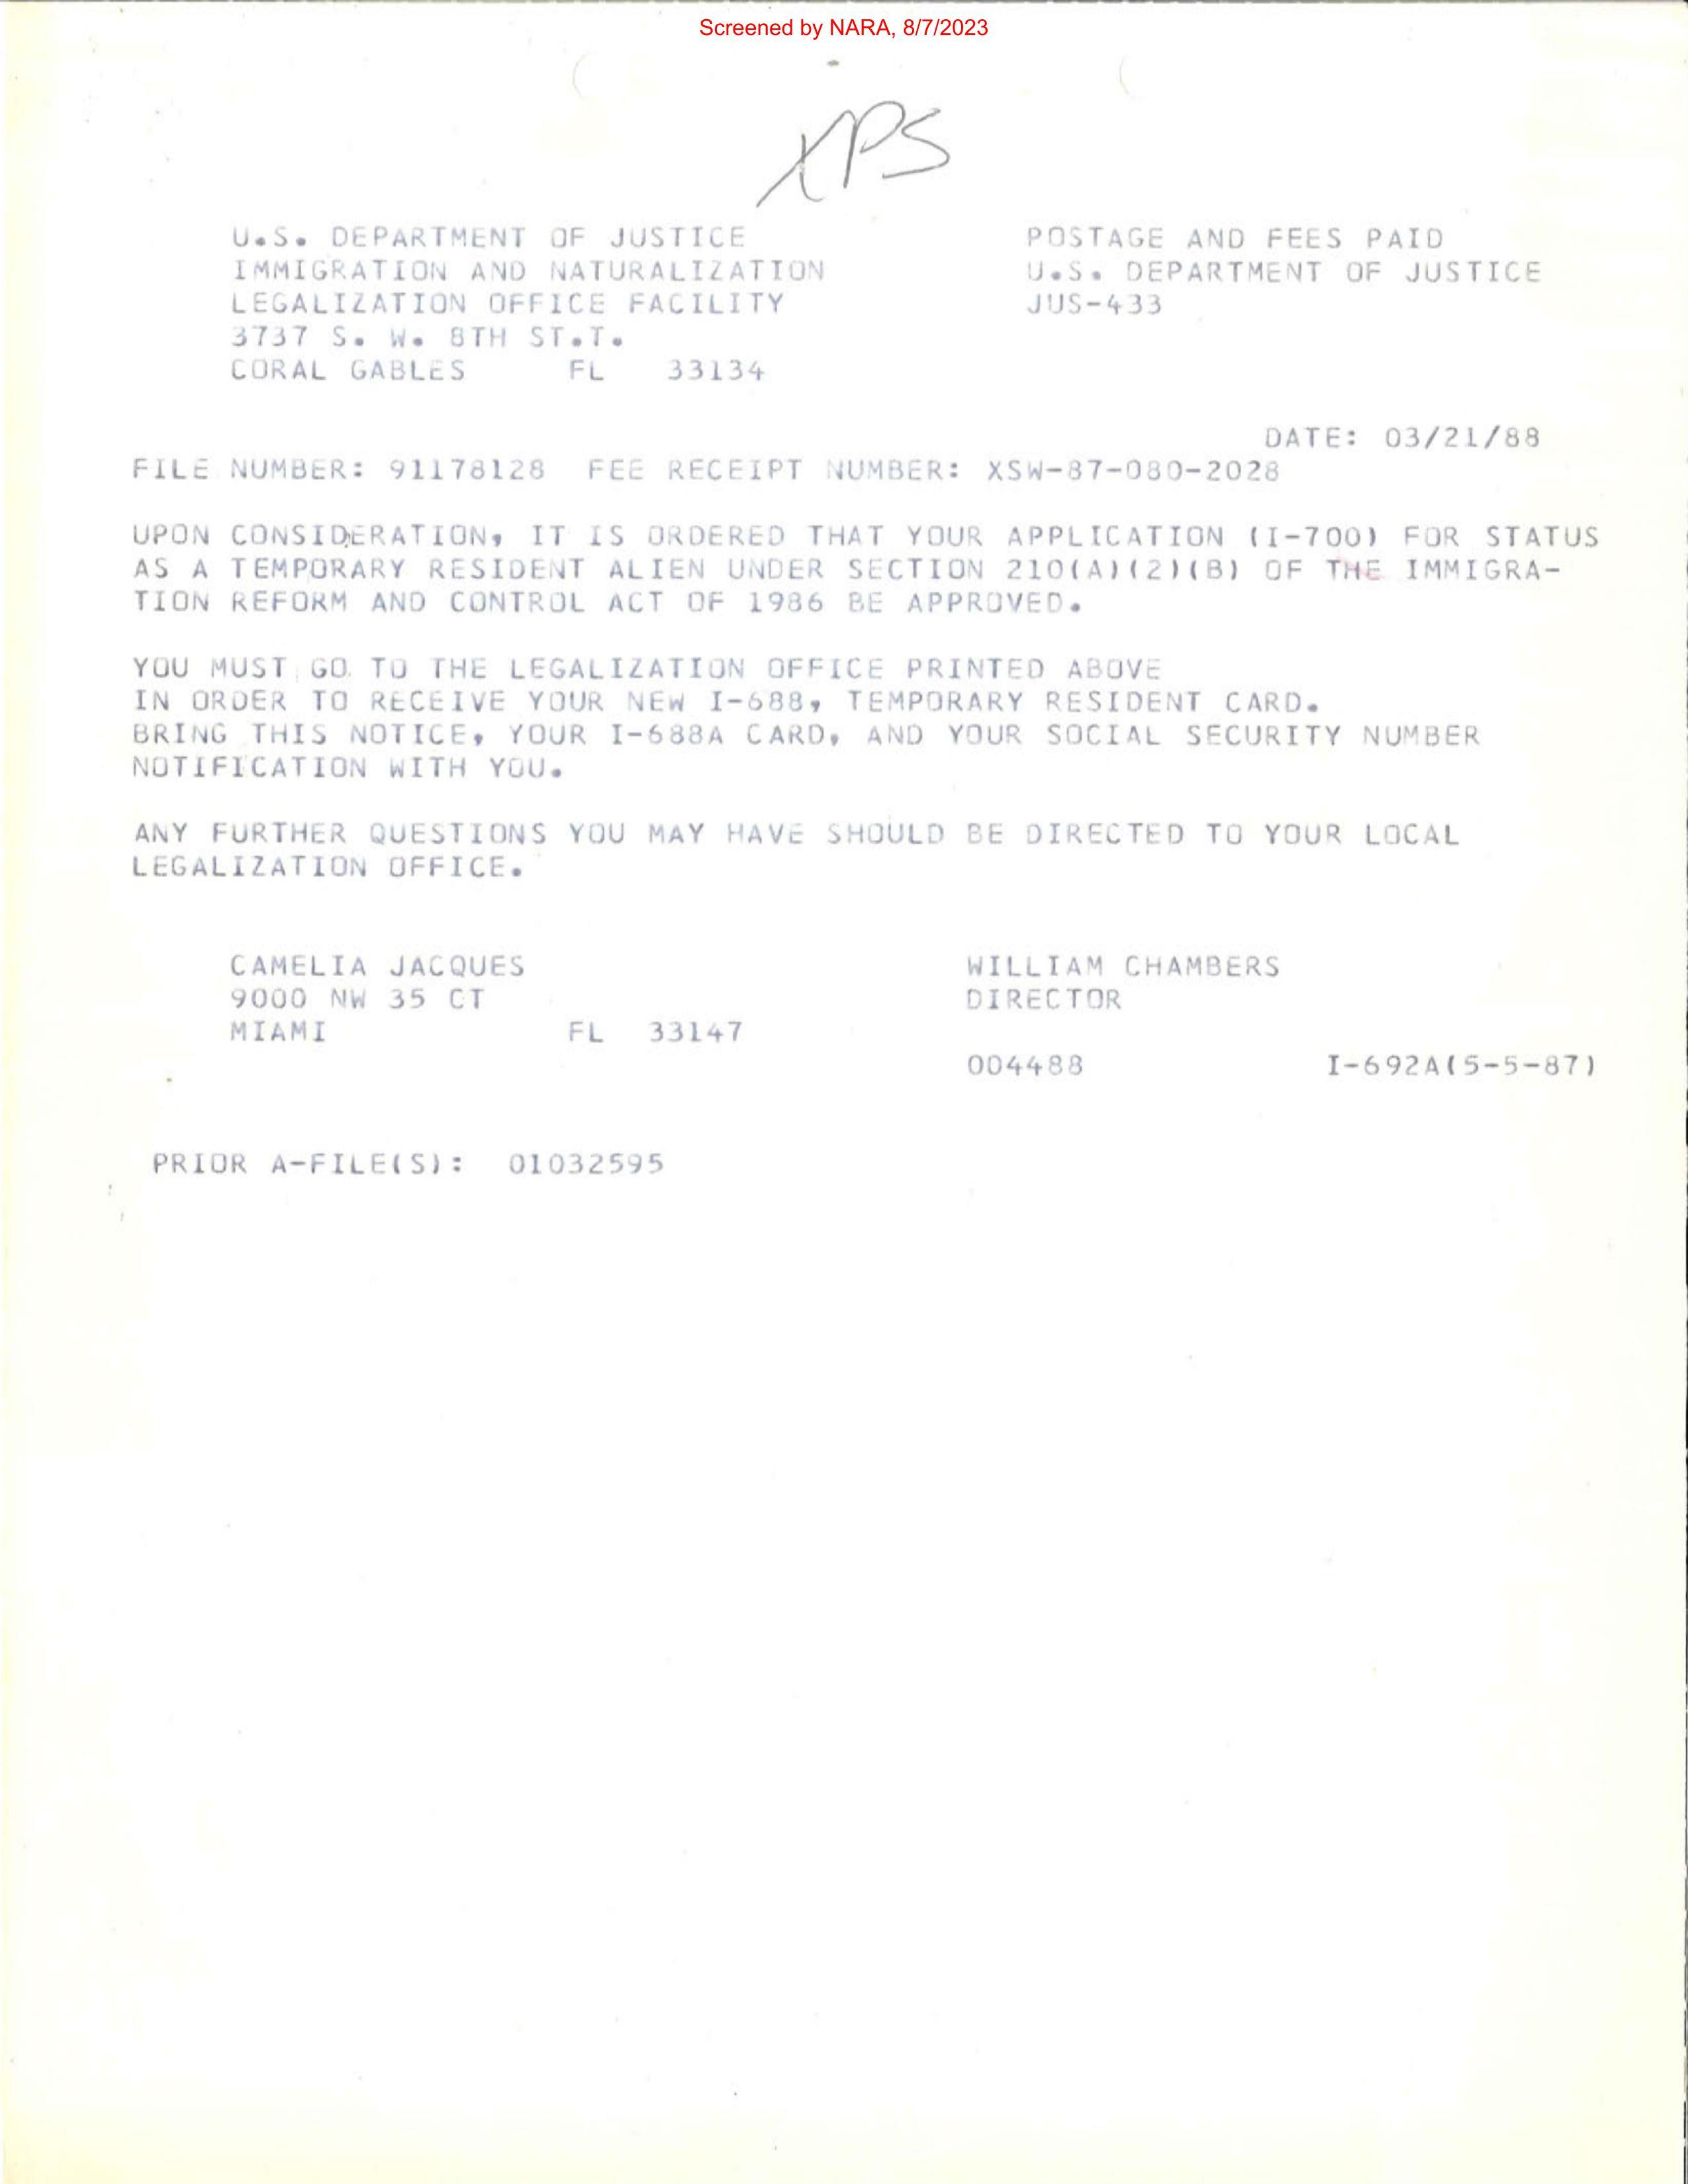 Screened by NARA, 8/7/2023
XPS
U.S. DEPARTMENT OF JUSTICE POSTAGE AND FEES PAID
IMMIGRATION AND NATURALIZATION U.S. DEPARTMENT OF JUSTICE
LEGALIZATION OFFICE FACILITY JUS-433
3737 S. W. 8TH ST.T.
CORAL GABLES FL 33134
DATE: 03/21/88
FILE NUMBER: 91178128 FEE RECEIPT NUMBER: XSW-87-080-2028
UPON CONSIDERATION, IT IS ORDERED THAT YOUR APPLICATION (I-700) FOR STATUS
AS A TEMPORARY RESIDENT ALIEN UNDER SECTION 210(A)(2)(B) OF THE IMMIGRA-
TION REFORM AND CONTROL ACT OF 1986 BE APPROVED.
YOU MUST GO TO THE LEGALIZATION OFFICE PRINTED ABOVE
IN ORDER TO RECEIVE YOUR NEW I-688, TEMPORARY RESIDENT CARD.
BRING THIS NOTICE, YOUR I-688A CARD, AND YOUR SOCIAL SECURITY NUMBER
NOTIFICATION WITH YOU.
ANY FURTHER QUESTIONS YOU MAY HAVE SHOULD BE DIRECTED TO YOUR LOCAL
LEGALIZATION OFFICE.
CAMELIA JACQUES WILLIAM CHAMBERS
9000 NW 35 CT DIRECTOR
MIAMI FL 33147
004488 I-692A(5-5-87)
PRIOR A-FILE(S): 01032595